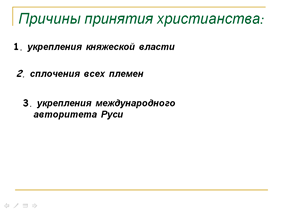 Причины принятия христианства:
1. укрепления княжеской власти
2. сплочения всех племен
3. укрепления международного
авторитета Руси